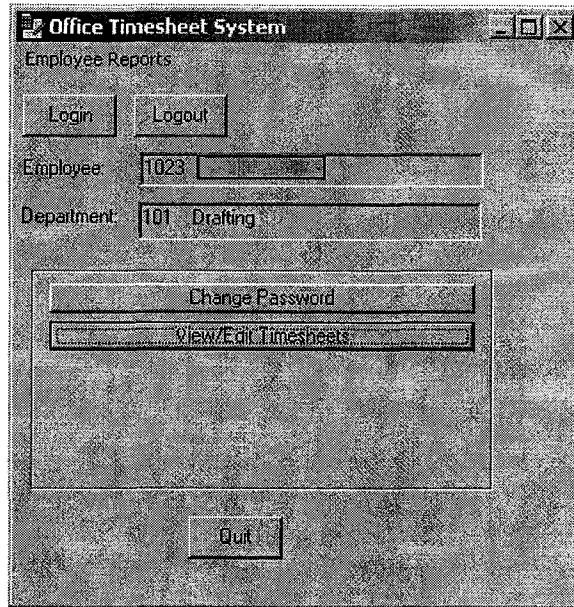 Office Timesheet System
Employee Reports
Login Logout
Employee: 1023
Department: 101 Drafting
Change Password
View/Edit Timesheets
Quit